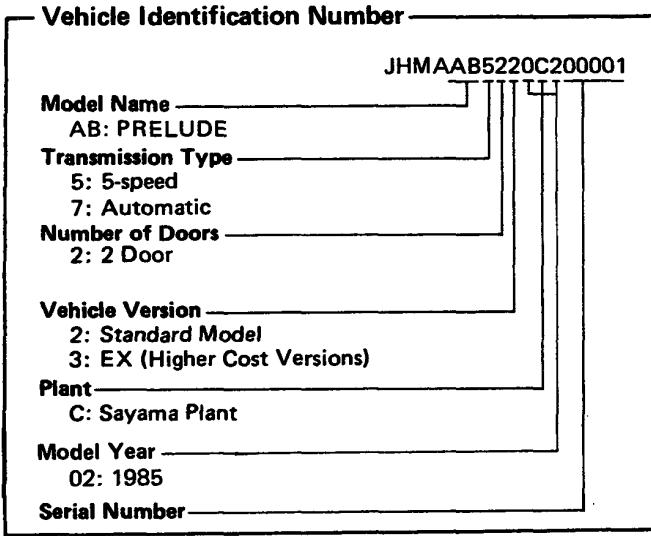 Vehicle Identification Number
JHMAAB5220C200001
Model Name
AB: PRELUDE
Transmission Type
5: 5-speed
7: Automatic
Number of Doors
2: 2 Door
Vehicle Version
2: Standard Model
3: EX (Higher Cost Versions)
Plant
C: Sayama Plant
Model Year
02: 1985
Serial Number